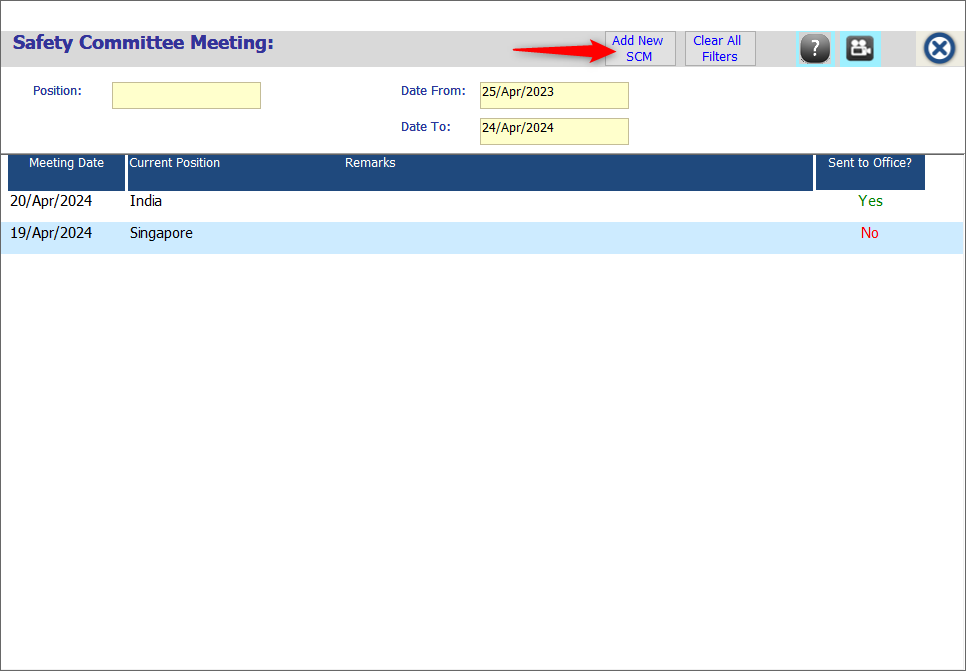 Safety Committee Meeting:
Add New
SCM
Clear All
Filters
?
Position:
Date From:
25/Apr/2023
Date To:
24/Apr/2024
Meeting Date
Current Position
Remarks
Sent to Office?
20/Apr/2024
India
Yes
19/Apr/2024
Singapore
No